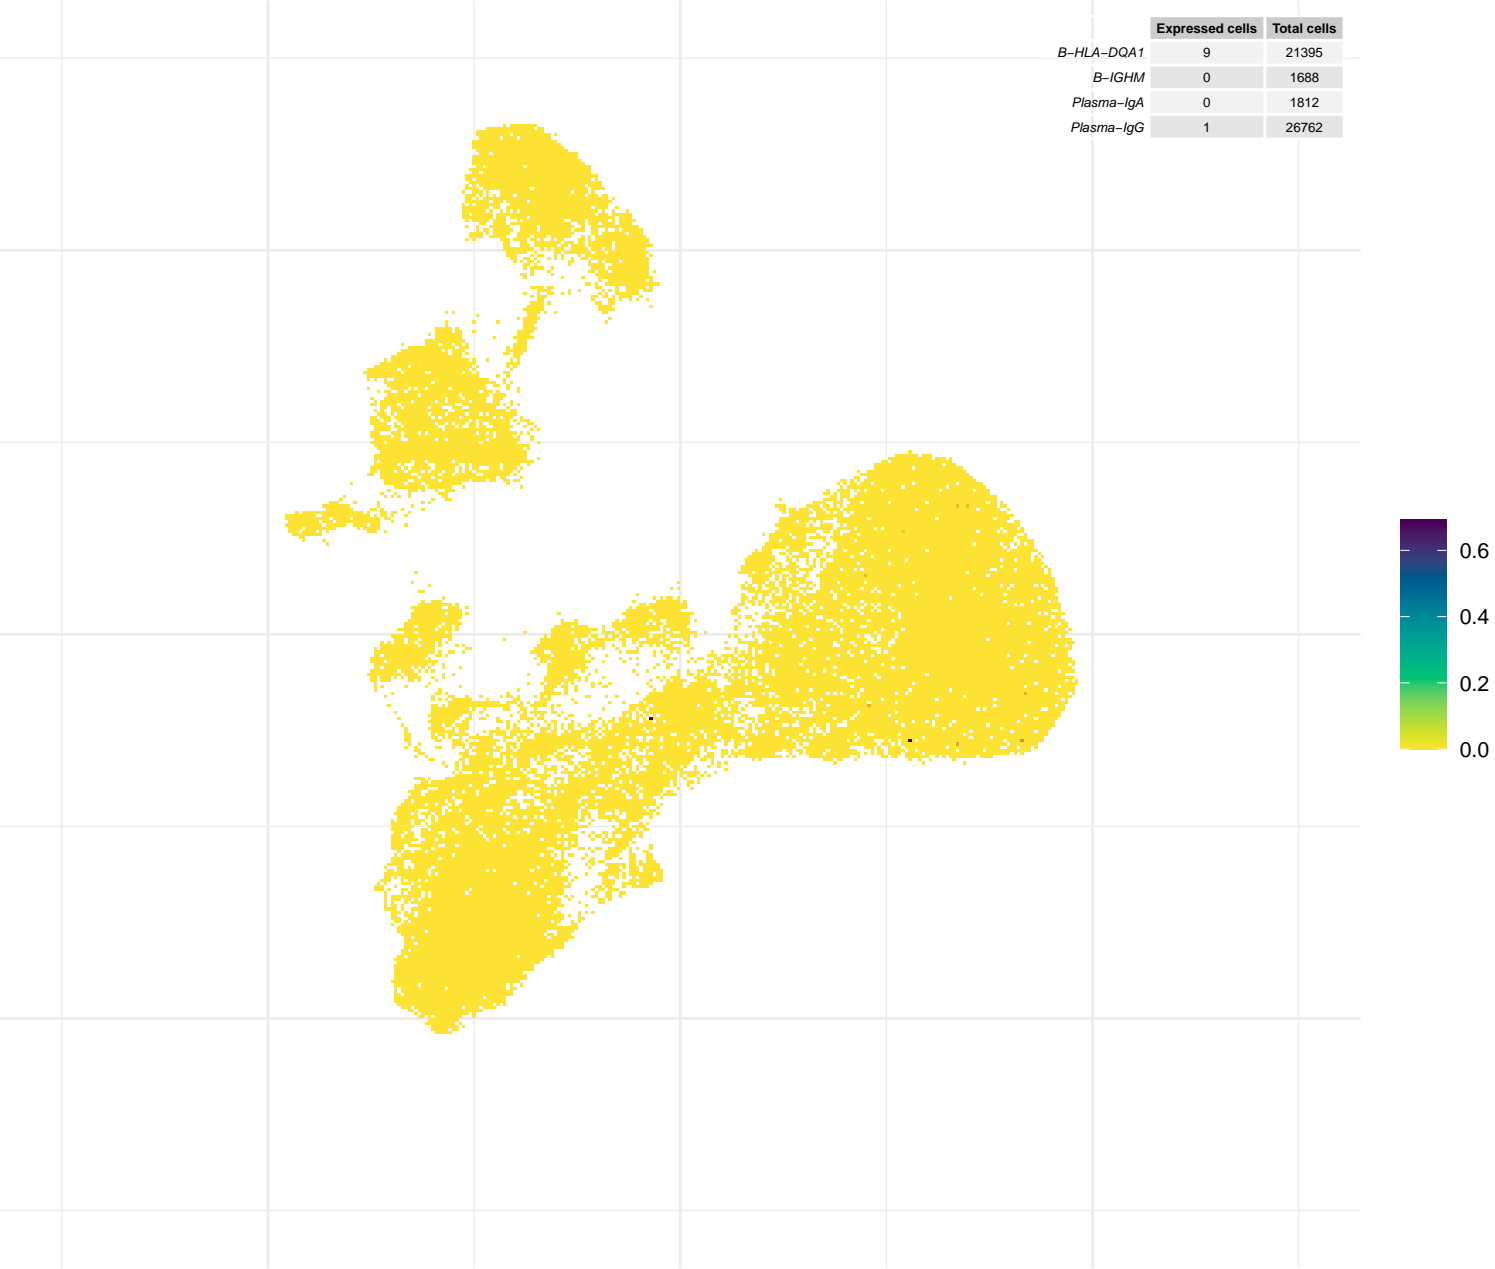 Expressed cells Total cells
B−HLA−DQA1 9 21395
B−IGHM 0 1688
Plasma−IgA 0 1812
Plasma−IgG 1 26762
0.6
0.4
0.2
0.0